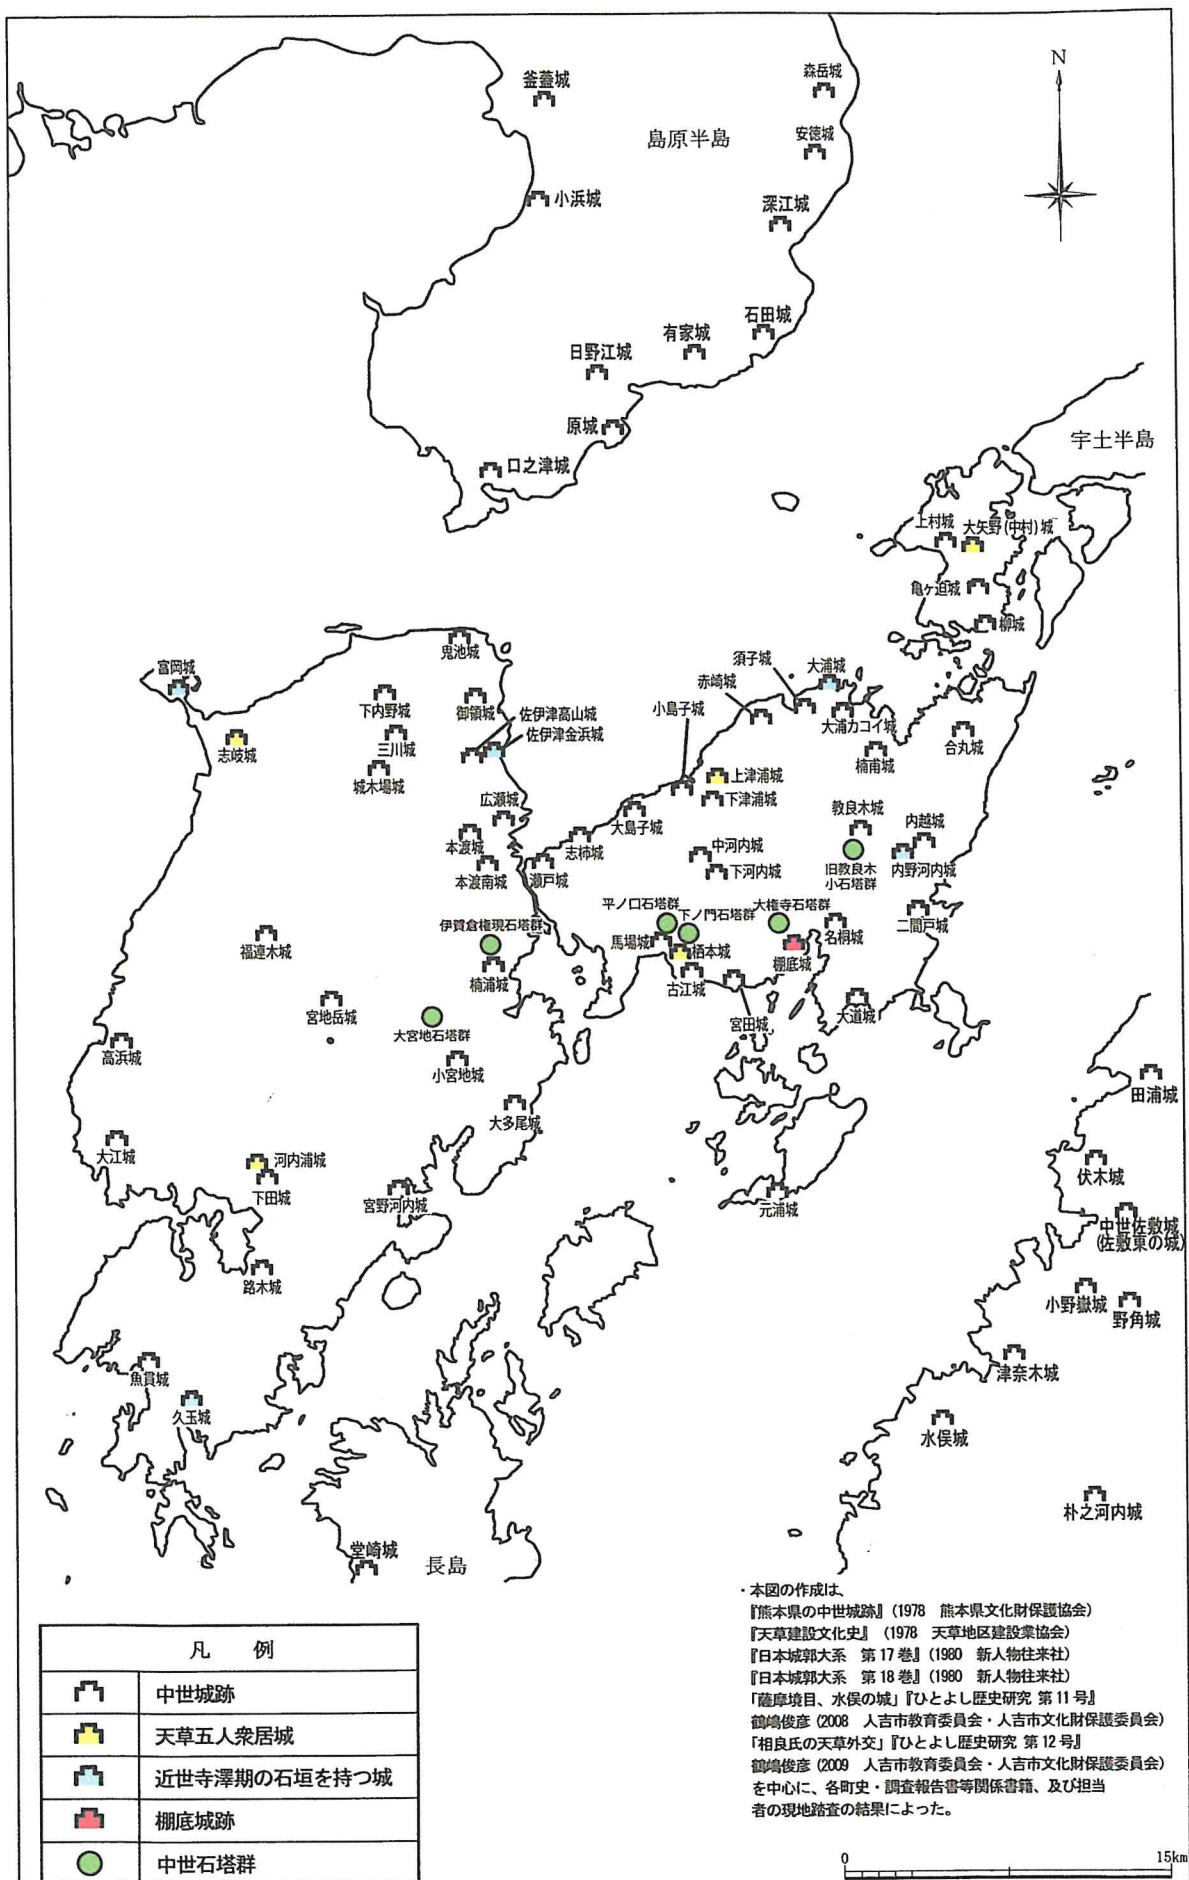 N
釜蓋城
森岳城
島原半島
安徳城
小浜城
深江城
石田城
有家城
日野江城
原城
口之津城
宇土半島
上村城
大矢野(中村)城
亀ヶ迫城
柳城
鬼池城
富岡城
須子城
大浦城
赤崎城
下内野城
御領城
小島子城
佐伊津高山城
大浦カコイ城
佐伊津金浜城
合丸城
志岐城
三川城
楠甫城
城木場城
上津浦城
下津浦城
広瀬城
大島子城
教良木城
内越城
本渡城
志柿城
中河内城
本渡南城
瀬戸城
下河内城
旧教良木
小石塔群
内野河内城
平ノ口石塔群
下ノ門石塔群
大権寺石塔群
伊賀倉権現石塔群
馬場城
栖本城
名桐城
二間戸城
福連木城
棚底城
楠浦城
古江城
宮地岳城
宮田城
大道城
大宮地石塔群
高浜城
小宮地城
田浦城
大多尾城
大江城
河内浦城
伏木城
下田城
宮野河内城
元浦城
中世佐敷城
(佐敷東の城)
路木城
小野嶽城
野角城
魚貫城
津奈木城
久玉城
水俣城
朴之河内城
堂崎城
長島
・本図の作成は、
『熊本県の中世城跡』(1978 熊本県文化財保護協会)
『天草建設文化史』(1978 天草地区建設業協会)
『日本城郭大系 第17巻』(1980 新人物往来社)
『日本城郭大系 第18巻』(1980 新人物往来社)
「薩摩境目、水俣の城」『ひとよし歴史研究 第11号』
鶴嶋俊彦(2008 人吉市教育委員会・人吉市文化財保護委員会)
「相良氏の天草外交」『ひとよし歴史研究 第12号』
鶴嶋俊彦(2009 人吉市教育委員会・人吉市文化財保護委員会)
を中心に、各町史・調査報告書等関係書籍、及び担当
者の現地踏査の結果によった。
凡 例
中世城跡
天草五人衆居城
近世寺澤期の石垣を持つ城
棚底城跡
中世石塔群
0 15km